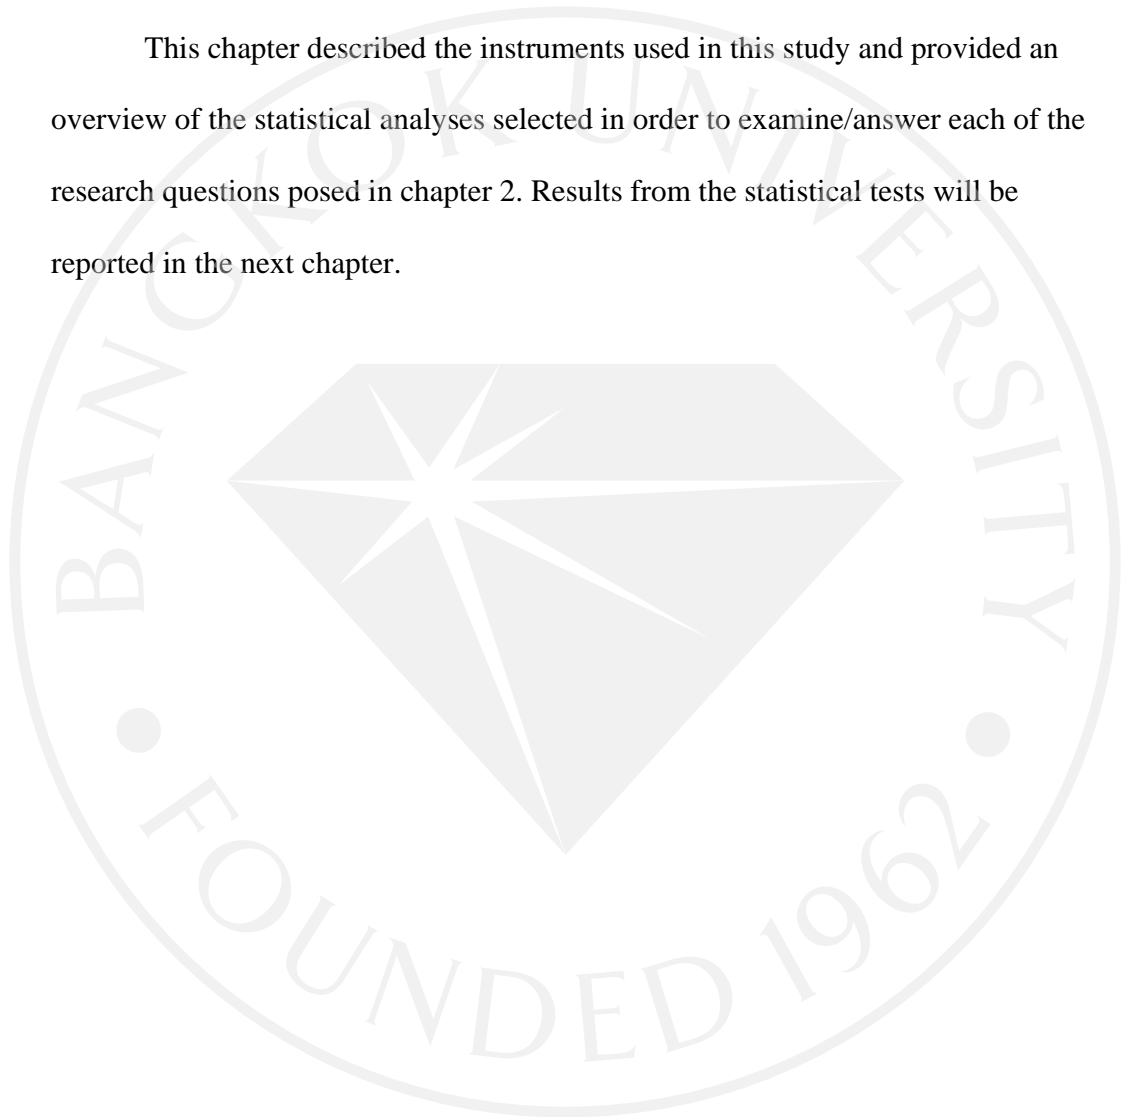 This chapter described the instruments used in this study and provided an
overview of the statistical analyses selected in order to examine/answer each of the
research questions posed in chapter 2. Results from the statistical tests will be
reported in the next chapter.
BANGKOK UNIVERSITY
• FOUNDED 1962 •